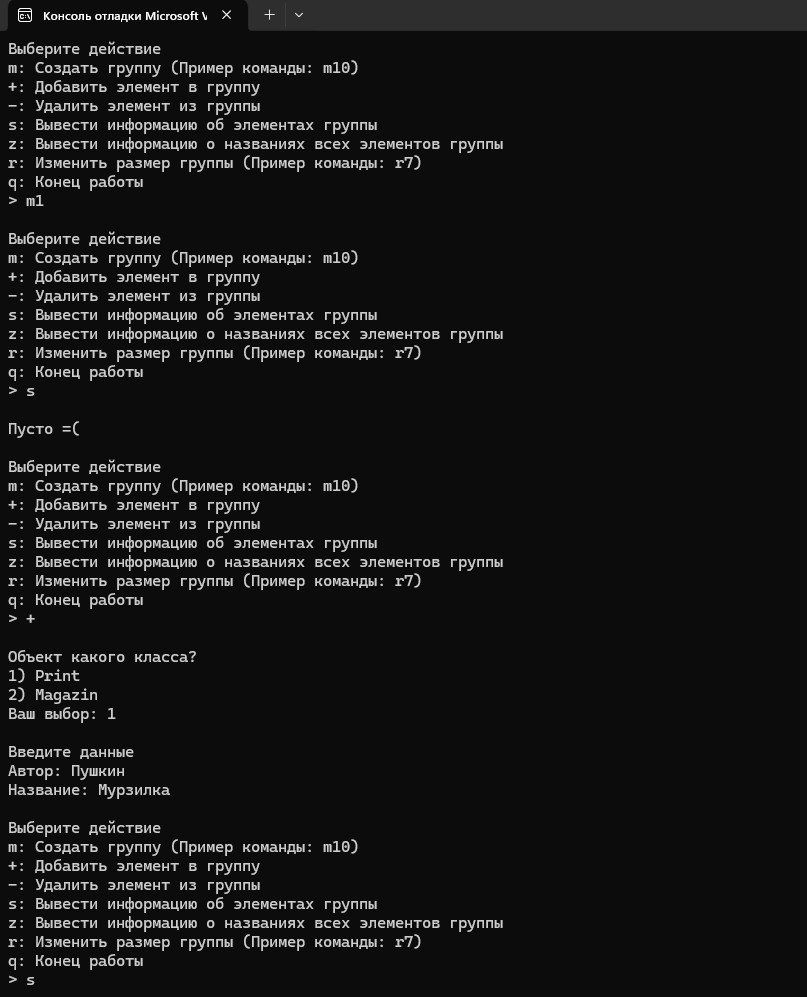 Консоль отладки Microsoft V
Выберите действие
m: Создать группу (Пример команды: m10)
+: Добавить элемент в группу
-: Удалить элемент из группы
s: Вывести информацию об элементах группы
z: Вывести информацию о названиях всех элементов группы
r: Изменить размер группы (Пример команды: r7)
q: Конец работы
> m1
Выберите действие
m: Создать группу (Пример команды: m10)
+: Добавить элемент в группу
-: Удалить элемент из группы
s: Вывести информацию об элементах группы
z: Вывести информацию о названиях всех элементов группы
r: Изменить размер группы (Пример команды: r7)
q: Конец работы
> s
Пусто =(
Выберите действие
m: Создать группу (Пример команды: m10)
+: Добавить элемент в группу
-: Удалить элемент из группы
s: Вывести информацию об элементах группы
z: Вывести информацию о названиях всех элементов группы
r: Изменить размер группы (Пример команды: r7)
q: Конец работы
> +
Объект какого класса?
1) Print
2) Magazin
Ваш выбор: 1
Введите данные
Автор: Пушкин
Название: Мурзилка
Выберите действие
m: Создать группу (Пример команды: m10)
+: Добавить элемент в группу
-: Удалить элемент из группы
s: Вывести информацию об элементах группы
z: Вывести информацию о названиях всех элементов группы
r: Изменить размер группы (Пример команды: r7)
q: Конец работы
> s